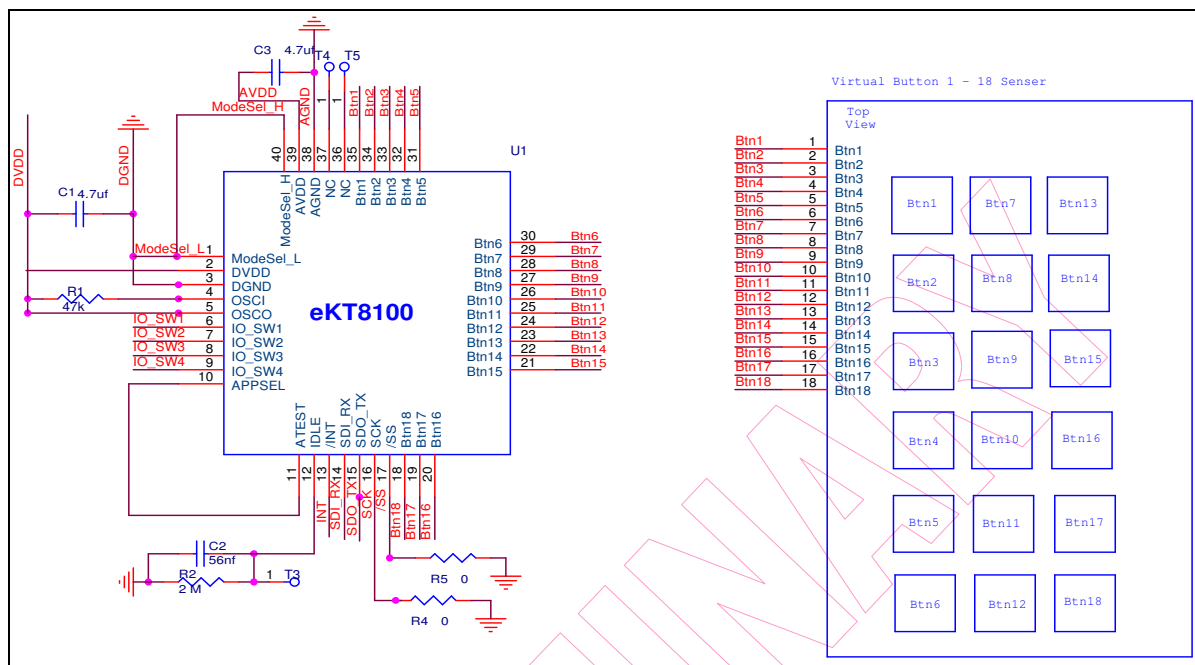 C3 4.7uf
T4 T5
AVDD
ModeSel_H
AGND
1 1
Btn1 Btn2 Btn3 Btn4 Btn5
40 39 38 37 36 35 34 33 32 31
ModeSel_H AVDD AGND NC NC Btn1 Btn2 Btn3 Btn4 Btn5
U1
DVDD
DGND
C1 4.7uf
ModeSel_L
R1
47k
IO_SW1
IO_SW2
IO_SW3
IO_SW4
1 ModeSel_L
2 DVDD
3 DGND
4 OSCI
5 OSCO
6 IO_SW1
7 IO_SW2
8 IO_SW3
9 IO_SW4
10 APPSEL
eKT8100
Btn6 30 Btn6
Btn7 29 Btn7
Btn8 28 Btn8
Btn9 27 Btn9
Btn10 26 Btn10
Btn11 25 Btn11
Btn12 24 Btn12
Btn13 23 Btn13
Btn14 22 Btn14
Btn15 21 Btn15
ATEST IDLE /INT SDI_RX SDO_TX SCK /SS Btn18 Btn17 Btn16
11 12 13 14 15 16 17 18 19 20
INT SDI_RX SDO_TX SCK /SS Btn18 Btn17 Btn16
C2
56nf
R2
2 M
1 T3
R5 0
R4 0
Virtual Button 1 - 18 Senser
Top
View
Btn1 1 Btn1
Btn2 2 Btn2
Btn3 3 Btn3
Btn4 4 Btn4
Btn5 5 Btn5
Btn6 6 Btn6
Btn7 7 Btn7
Btn8 8 Btn8
Btn9 9 Btn9
Btn10 10 Btn10
Btn11 11 Btn11
Btn12 12 Btn12
Btn13 13 Btn13
Btn14 14 Btn14
Btn15 15 Btn15
Btn16 16 Btn16
Btn17 17 Btn17
Btn18 18 Btn18
Btn1 Btn7 Btn13
Btn2 Btn8 Btn14
Btn3 Btn9 Btn15
Btn4 Btn10 Btn16
Btn5 Btn11 Btn17
Btn6 Btn12 Btn18